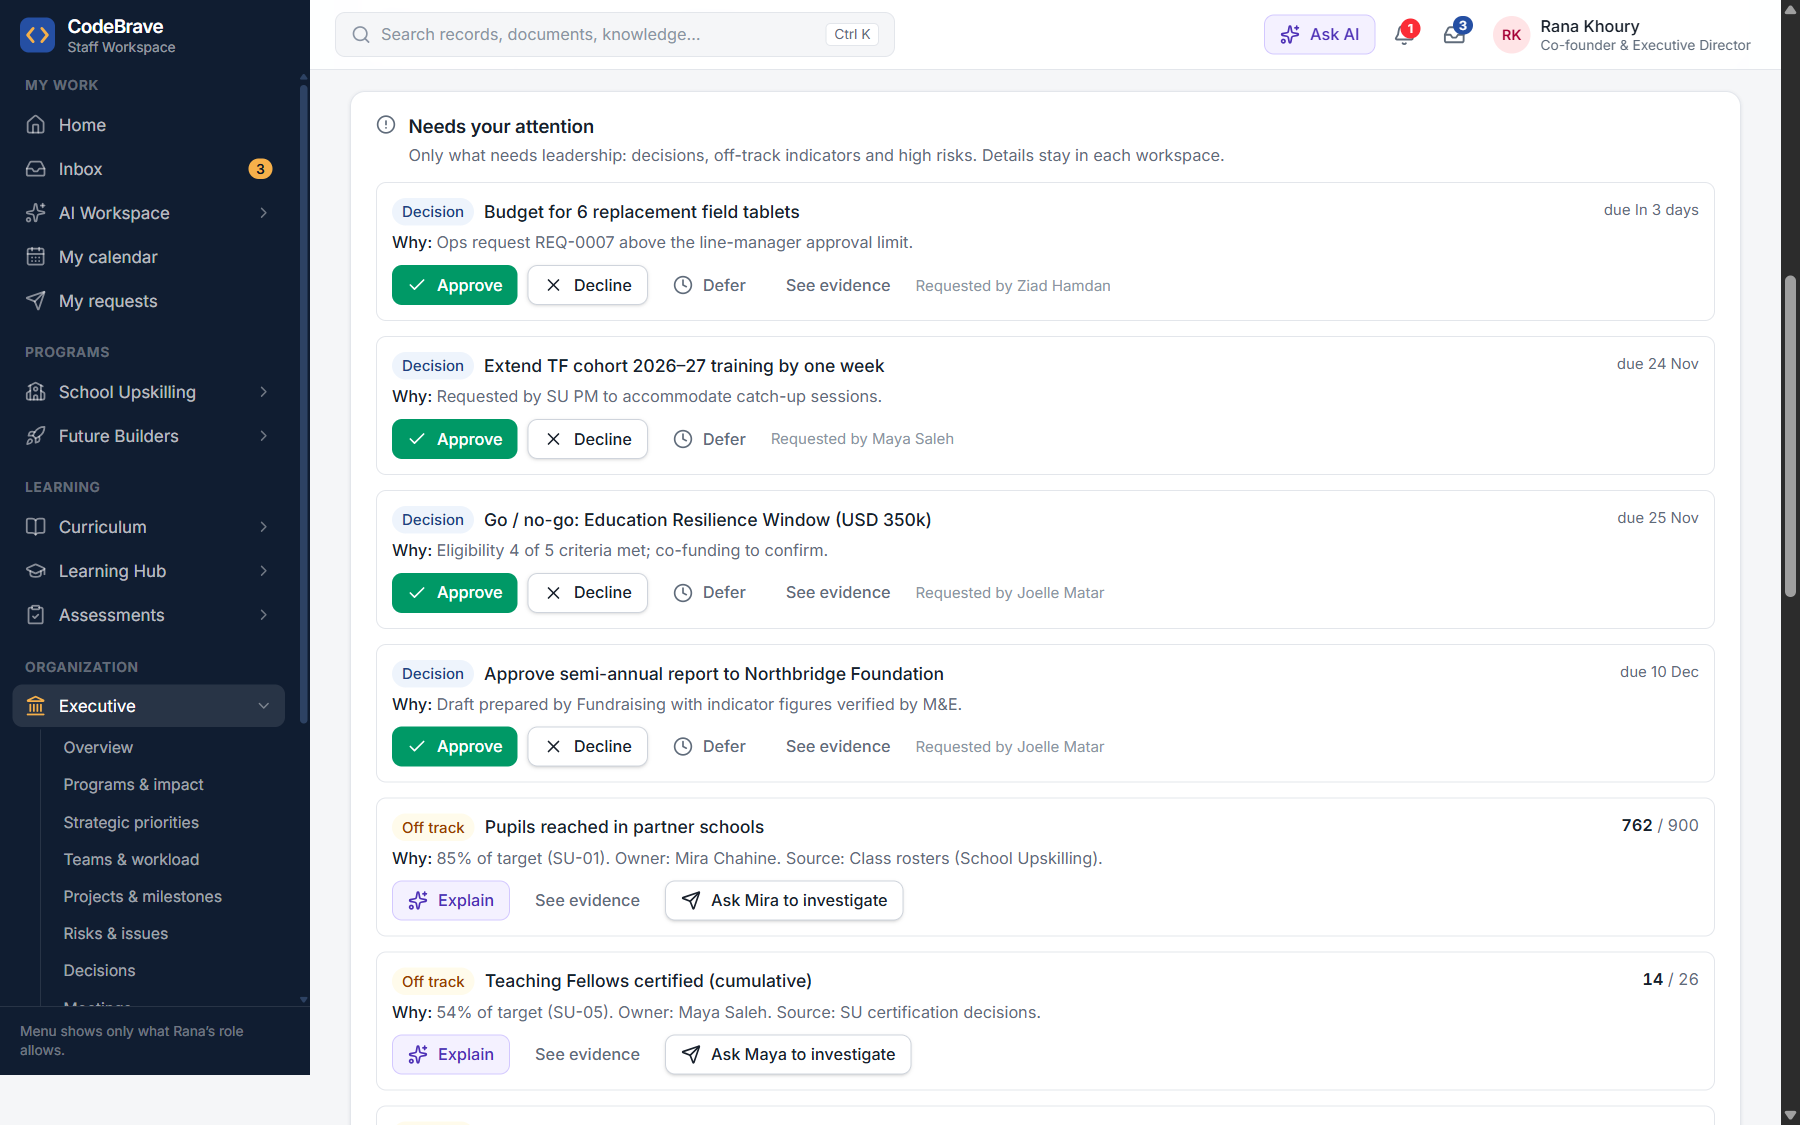 CodeBrave
Staff Workspace
MY WORK
Home
Inbox
3
AI Workspace
My calendar
My requests
PROGRAMS
School Upskilling
Future Builders
LEARNING
Curriculum
Learning Hub
Assessments
ORGANIZATION
Executive
Overview
Programs & impact
Strategic priorities
Teams & workload
Projects & milestones
Risks & issues
Decisions
Meetings
Menu shows only what Rana's role
allows.
Search records, documents, knowledge...
Ctrl K
Ask AI
1
3
RK
Rana Khoury
Co-founder & Executive Director
Needs your attention
Only what needs leadership: decisions, off-track indicators and high risks. Details stay in each workspace.
Decision Budget for 6 replacement field tablets due In 3 days
Why: Ops request REQ-0007 above the line-manager approval limit.
Approve Decline Defer See evidence Requested by Ziad Hamdan
Decision Extend TF cohort 2026–27 training by one week due 24 Nov
Why: Requested by SU PM to accommodate catch-up sessions.
Approve Decline Defer Requested by Maya Saleh
Decision Go / no-go: Education Resilience Window (USD 350k) due 25 Nov
Why: Eligibility 4 of 5 criteria met; co-funding to confirm.
Approve Decline Defer See evidence Requested by Joelle Matar
Decision Approve semi-annual report to Northbridge Foundation due 10 Dec
Why: Draft prepared by Fundraising with indicator figures verified by M&E.
Approve Decline Defer See evidence Requested by Joelle Matar
Off track Pupils reached in partner schools 762 / 900
Why: 85% of target (SU-01). Owner: Mira Chahine. Source: Class rosters (School Upskilling).
Explain See evidence Ask Mira to investigate
Off track Teaching Fellows certified (cumulative) 14 / 26
Why: 54% of target (SU-05). Owner: Maya Saleh. Source: SU certification decisions.
Explain See evidence Ask Maya to investigate